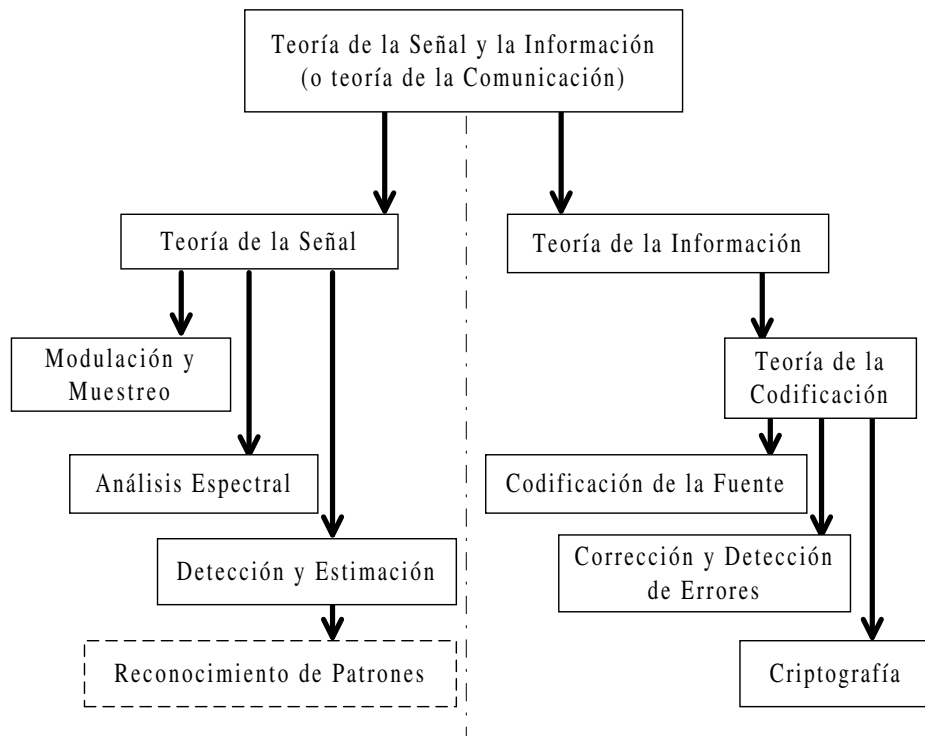 Teoría de la Señal y la Información
(o teoría de la Comunicación)
Teoría de la Señal
Teoría de la Información
Modulación y
Muestreo
Teoría de la
Codificación
Análisis Espectral
Codificación de la Fuente
Detección y Estimación
Corrección y Detección
de Errores
Reconocimiento de Patrones
Criptografía